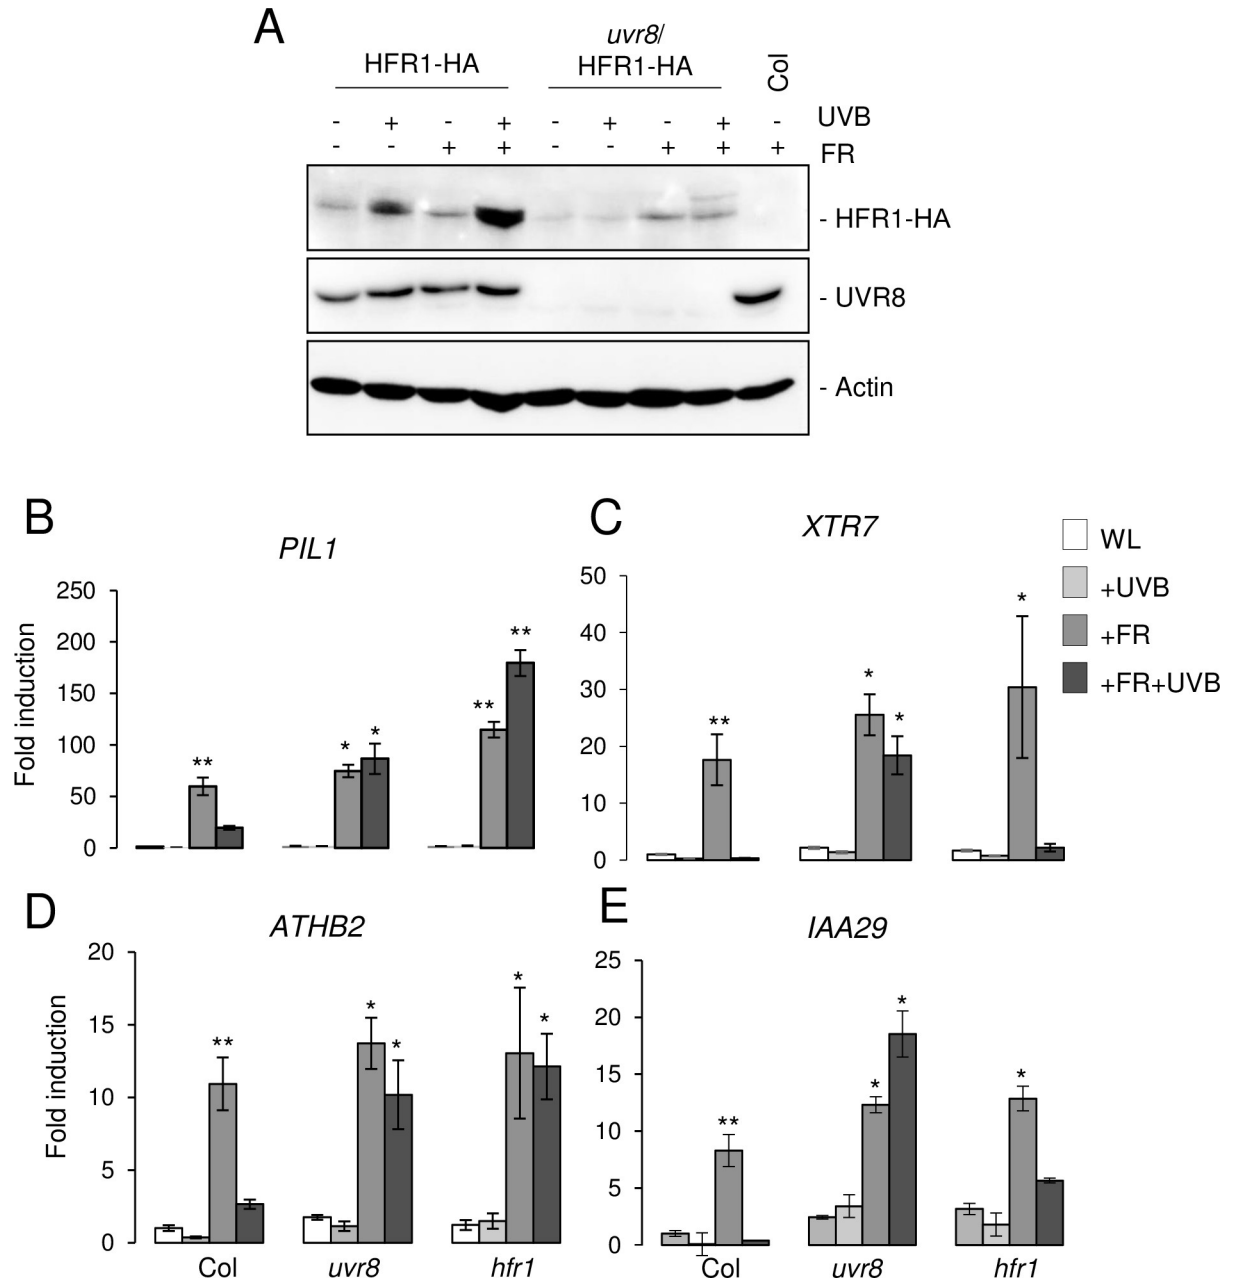 A
HFR1-HA
uvr8/
HFR1-HA
Col
- + - + - + - + - UVB
- - + + - - + + + FR
- HFR1-HA
- UVR8
- Actin
B
PIL1
Fold induction
250
200
150
100
50
0
**
* *
** **
C
XTR7
50
40
30
20
10
0
**
* *
*
WL
+UVB
+FR
+FR+UVB
D
ATHB2
Fold induction
20
15
10
5
0
**
* *
* *
Col uvr8 hfr1
E
IAA29
25
20
15
10
5
0
**
* *
*
Col uvr8 hfr1